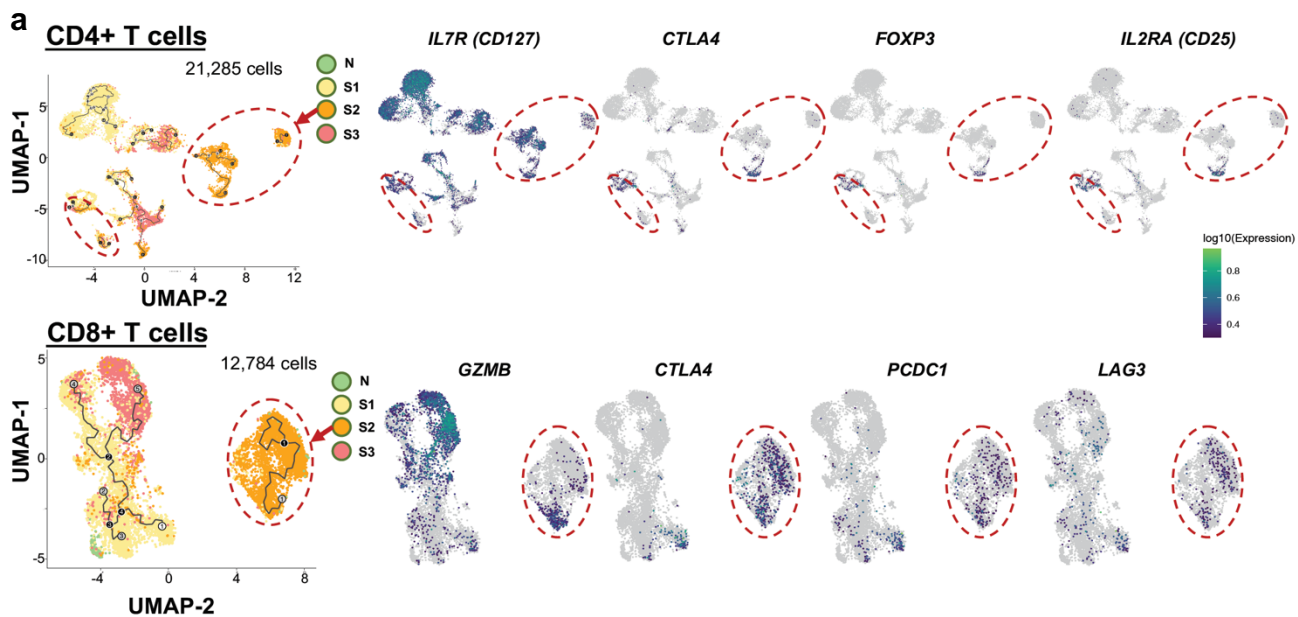 a
CD4+ T cells
21,285 cells
N
S1
S2
S3
IL7R (CD127)
CTLA4
FOXP3
IL2RA (CD25)
UMAP-1
5
0
-5
-10
-4
0
4
8
12
UMAP-2
log10(Expression)
0.8
0.6
0.4
CD8+ T cells
12,784 cells
N
S1
S2
S3
GZMB
CTLA4
PCDC1
LAG3
UMAP-1
5
0
-5
-4
0
4
8
UMAP-2